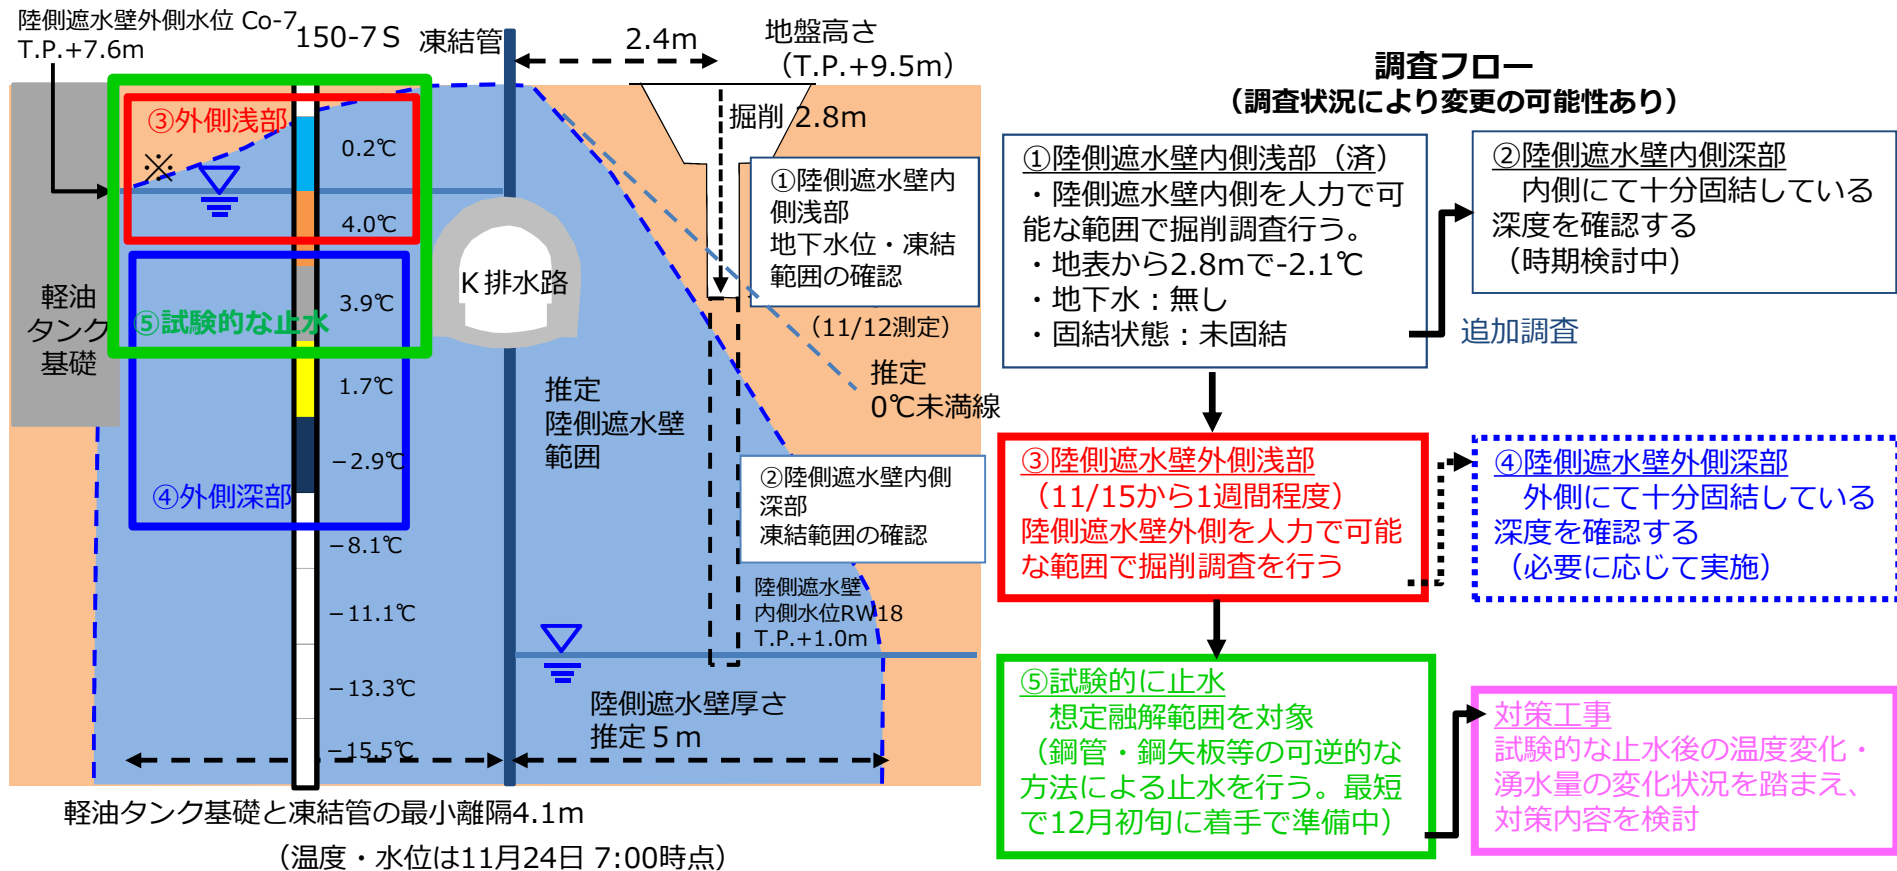 陸側遮水壁外側水位 Co-7
T.P.+7.6m
150-7S
凍結管
2.4m
地盤高さ
（T.P.+9.5m）
掘削 2.8m
③外側浅部
※
0.2℃
4.0℃
3.9℃
1.7℃
－2.9℃
－8.1℃
－11.1℃
－13.3℃
－15.5℃
軽油
タンク
基礎
⑤試験的な止水
④外側深部
K排水路
①陸側遮水壁内
側浅部
地下水位・凍結
範囲の確認
（11/12測定）
推定
0℃未満線
推定
陸側遮水壁
範囲
②陸側遮水壁内側
深部
凍結範囲の確認
陸側遮水壁
内側水位RW18
T.P.+1.0m
陸側遮水壁厚さ
推定５ｍ
軽油タンク基礎と凍結管の最小離隔4.1m
（温度・水位は11月24日 7:00時点）
調査フロー
（調査状況により変更の可能性あり）
①陸側遮水壁内側浅部（済）
・陸側遮水壁内側を人力で可
能な範囲で掘削調査行う。
・地表から2.8mで-2.1℃
・地下水：無し
・固結状態：未固結
②陸側遮水壁内側深部
内側にて十分固結している
深度を確認する
（時期検討中）
追加調査
③陸側遮水壁外側浅部
（11/15から1週間程度）
陸側遮水壁外側を人力で可能
な範囲で掘削調査を行う
④陸側遮水壁外側深部
外側にて十分固結している
深度を確認する
（必要に応じて実施）
⑤試験的に止水
想定融解範囲を対象
（鋼管・鋼矢板等の可逆的な
方法による止水を行う。最短
で12月初旬に着手で準備中）
対策工事
試験的な止水後の温度変化・
湧水量の変化状況を踏まえ、
対策内容を検討